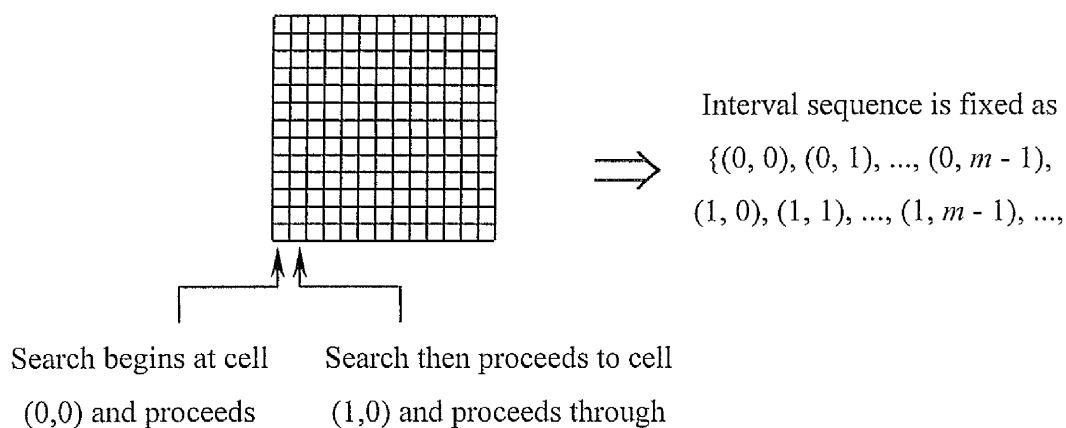 Interval sequence is fixed as
{(0, 0), (0, 1), ..., (0, m - 1),
(1, 0), (1, 1), ..., (1, m - 1), ...,
Search begins at cell
(0,0) and proceeds
Search then proceeds to cell
(1,0) and proceeds through